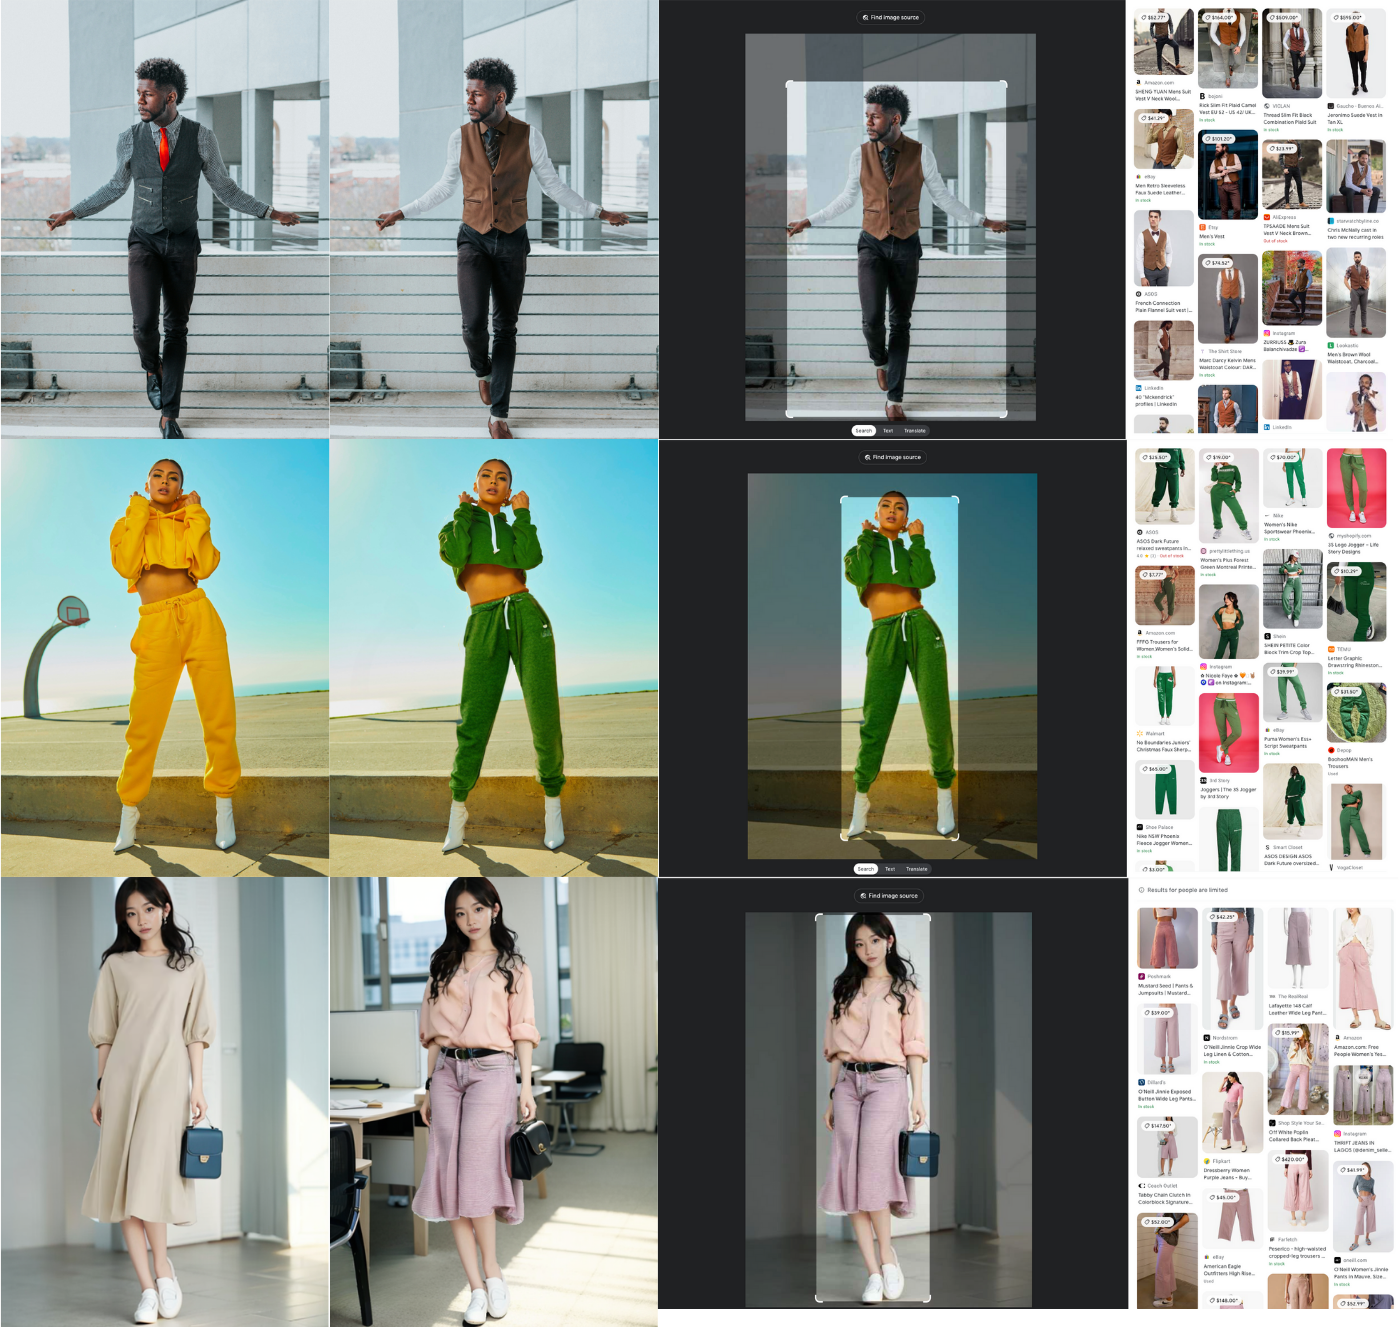 Find image source
Search Text Translate
$62.77*
Amazon.com
SHENG YUAN Mens Suit
Vest V Neck Wool...
$41.29*
eBay
Men Retro Sleeveless
Faux Suede Leather...
In stock
ASOS
French Connection
Plain Flannel Suit vest |...
LinkedIn
40 "Mckendrick"
profiles | LinkedIn
$164.00*
bojoni
Rick Slim Fit Plaid Camel
Vest EU 52 - US 42/ UK...
In stock
$101.20*
Etsy
Men's Vest
In stock
$74.52*
The Shirt Store
Marc Darcy Kelvin Mens
Waistcoat Colour: DAR...
In stock
$509.00*
VIOLAN
Thread Slim Fit Black
Combination Plaid Suit
In stock
$23.99*
AliExpress
TPSAADE Mens Suit
Vest V Neck Brown...
Out of stock
Instagram
ZURRIUSS
Zura
Balanchivadze
LinkedIn
$595.00*
Gaucho - Buenos Ai...
Jeronimo Suede Vest in
Tan XL
In stock
starwatchbyline.co
Chris McNally cast in
two new recurring roles
Lookastic
Men's Brown Wool
Waistcoat, Charcoal...
Find image source
Search Text Translate
$25.50*
ASOS
ASOS Dark Future
relaxed sweatpants in...
Out of stock
$7.77*
Amazon.com
FFFG Trousers for
Women,Women's Solid...
In stock
Walmart
No Boundaries Juniors'
Christmas Faux Sherp...
$65.00*
Shoe Palace
Nike NSW Phoenix
Fleece Jogger Women...
In stock
$3.00*
$19.00*
prettylittlething.us
Women's Plus Forest
Green Montreal Printe...
In stock
Instagram
Nicole Faye
on Instagram:...
3rd Story
Joggers | The 3S Jogger
by 3rd Story
$70.00*
Nike
Women's Nike
Sportswear Phoenix...
In stock
Shein
SHEIN PETITE Color
Block Trim Crop Top...
$39.99*
eBay
Puma Women's Ess+
Script Sweatpants
In stock
Smart Closet
ASOS DESIGN ASOS
Dark Future oversized...
myshopify.com
3S Logo Jogger – Life
Story Designs
$10.29*
TEMU
Letter Graphic
Drawstring Rhineston...
In stock
$31.50*
Depop
BoohooMAN Men's
Trousers
Used
VegaCloset
Find image source
Results for people are limited
Poshmark
Mustard Seed | Pants &
Jumpsuits | Mustard...
$39.00*
Dillard's
O'Neill Jinnie Exposed
Button Wide Leg Pants...
In stock
$147.50*
Coach Outlet
Tabby Chain Clutch In
Colorblock Signature...
$52.00*
$42.25*
Nordstrom
O'Neill Jinnie Crop Wide
Leg Linen & Cotton...
In stock
Flipkart
Dressberry Women
Purple Jeans - Buy...
$45.00*
eBay
American Eagle
Outfitters High Rise...
Used
$148.00*
The RealReal
Lafayette 148 Calf
Leather Wide Leg Pant...
$15.99*
Shop Style Your Se...
Off White Poplin
Collared Back Pleat...
$420.00*
Farfetch
Peserico - high-waisted
cropped-leg trousers ...
In stock
Amazon
Amazon.com: Free
People Women's Yes...
Instagram
THRIFT JEANS IN
LAGOS (@denim_selle...
$41.99*
oneill.com
O'Neill Women's Jinnie
Pants in Mauve, Size...
In stock
$52.99*